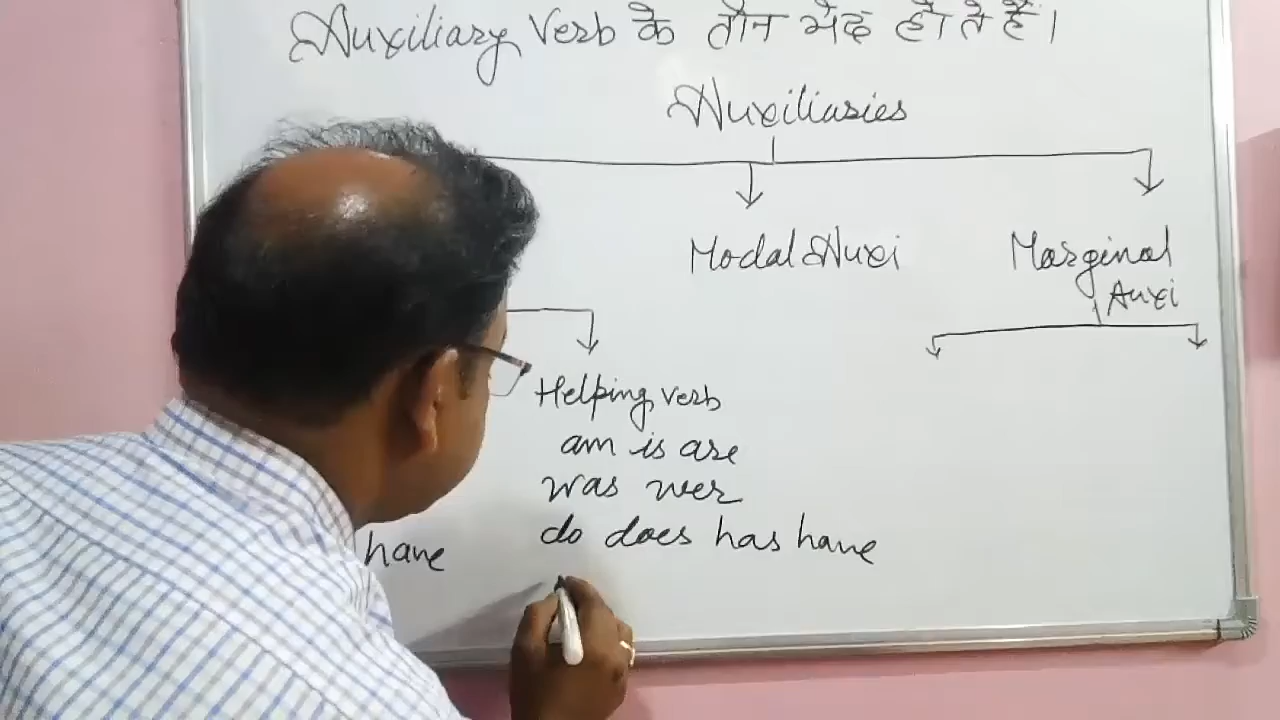 Auxiliary Verb के तीन भेद होते हैं।
Auxiliaries
Modal Auxi
Marginal
Auxi
Helping verb
am is are
was wer
do does has have
have